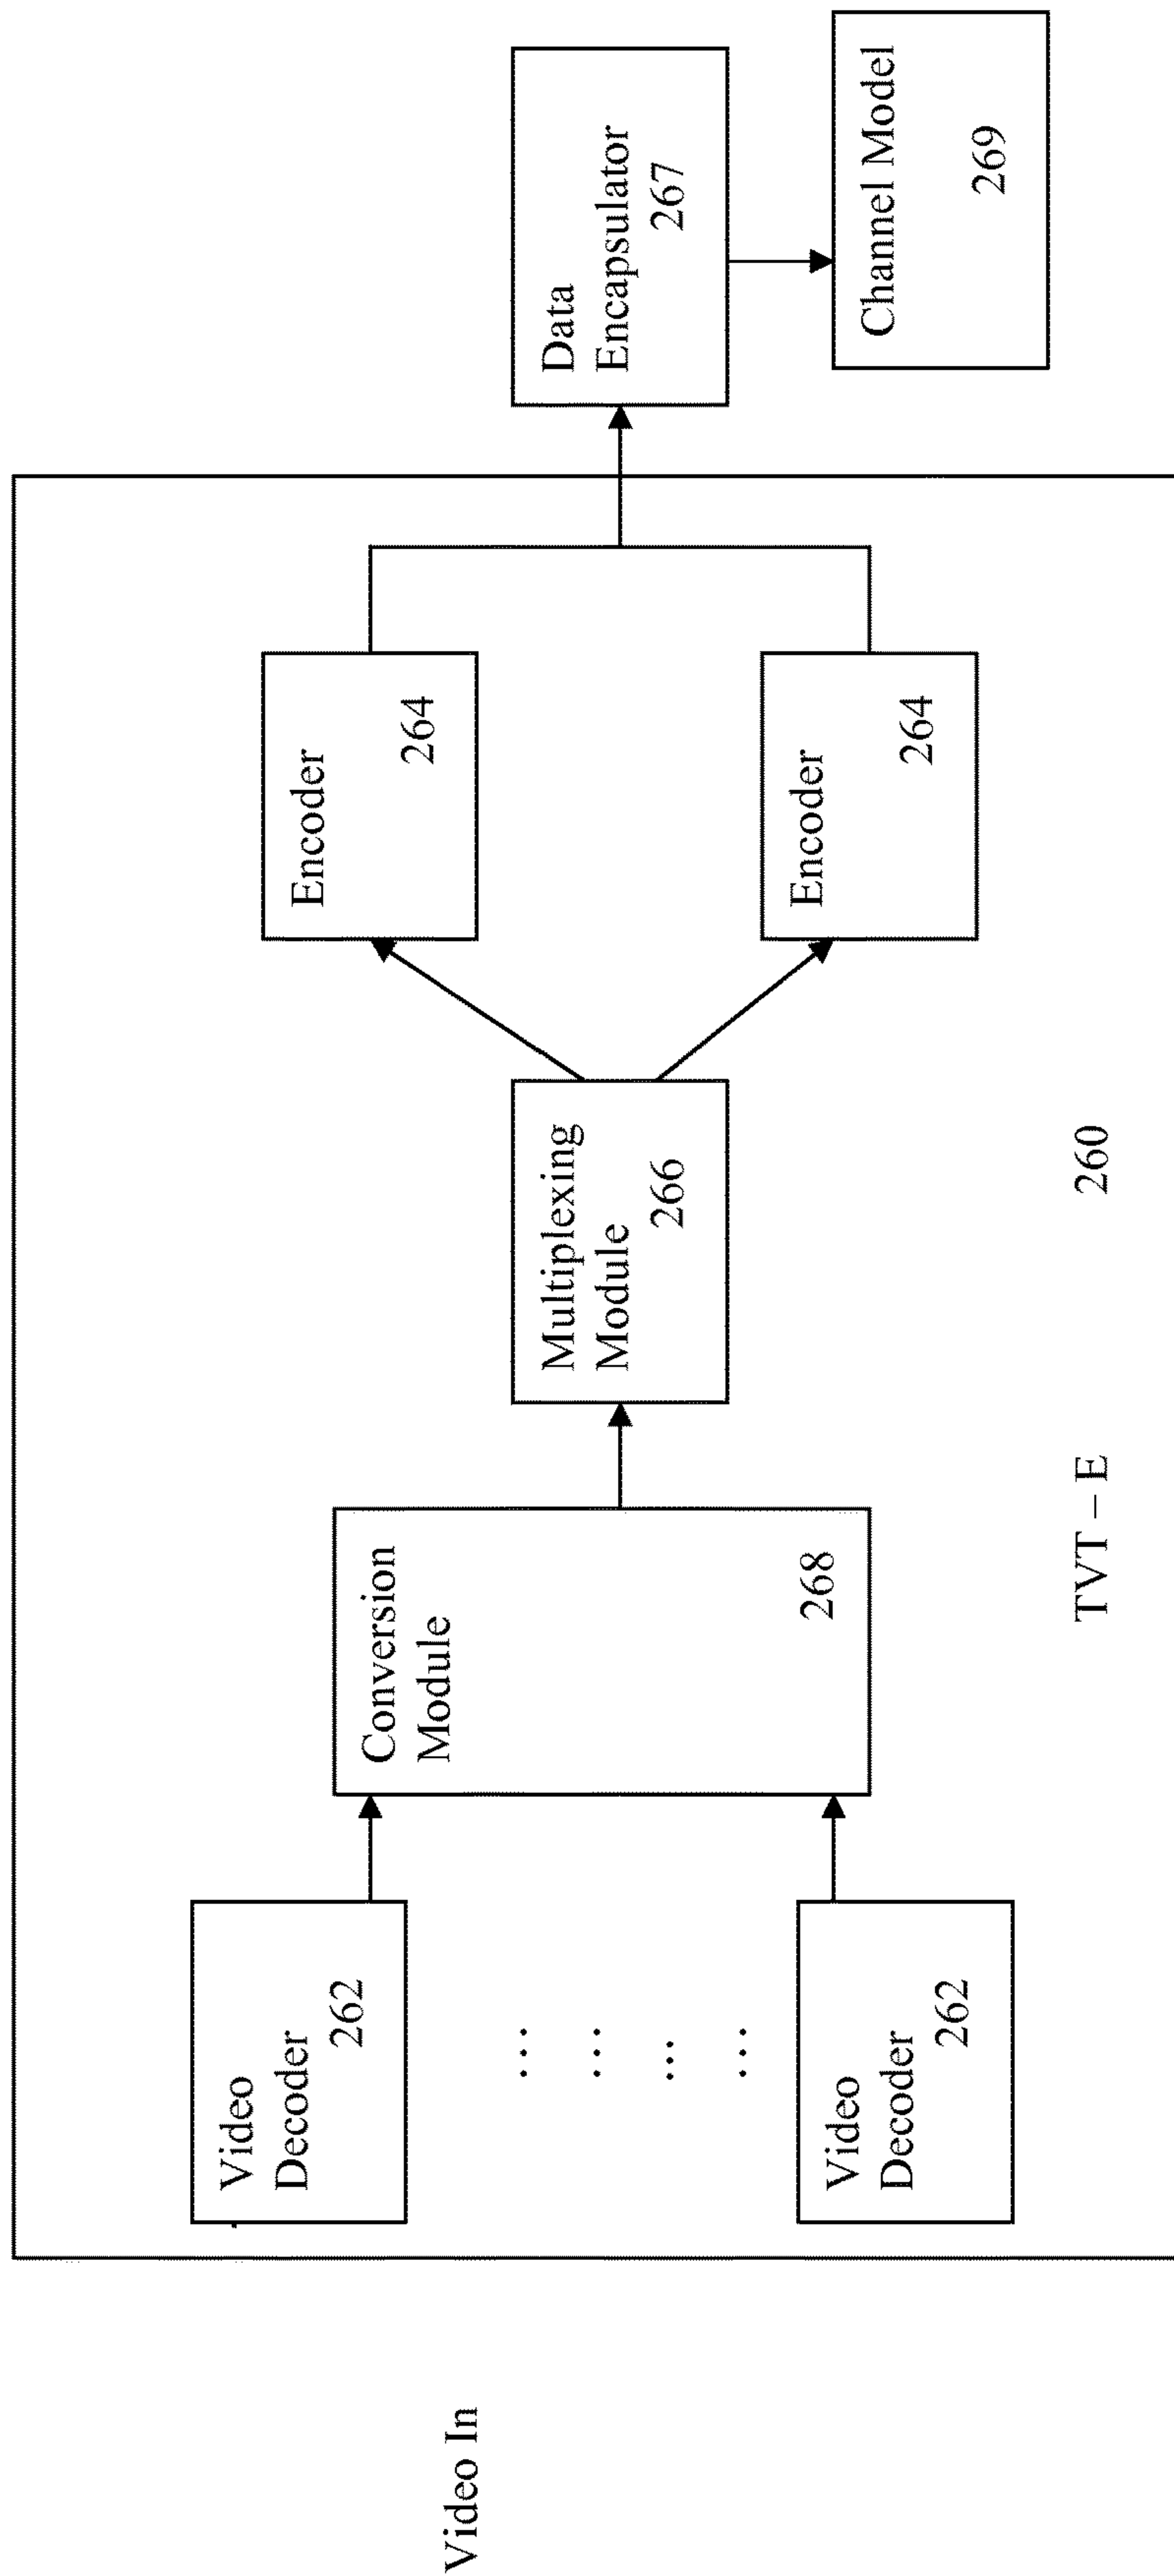 Video In
Video
Decoder
262
...
...
...
...
Video
Decoder
262
Conversion
Module
268
Multiplexing
Module
266
Encoder
264
Encoder
264
TVT – E 260
Data
Encapsulator
267
Channel Model
269